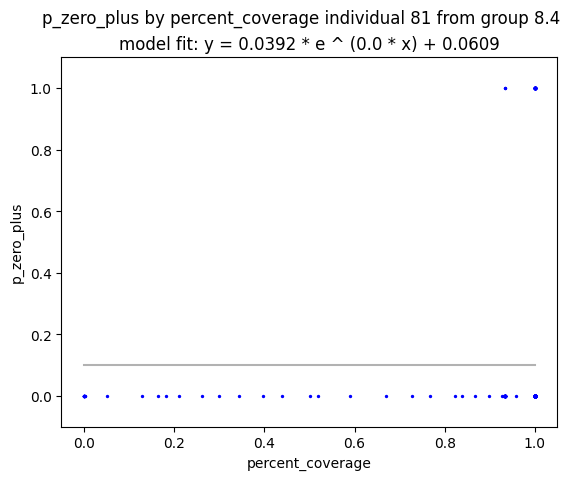 p_zero_plus by percent_coverage individual 81 from group 8.4
model fit: y = 0.0392 * e ^ (0.0 * x) + 0.0609
1.0
0.8
0.6
0.4
0.2
0.0
p_zero_plus
0.0 0.2 0.4 0.6 0.8 1.0
percent_coverage